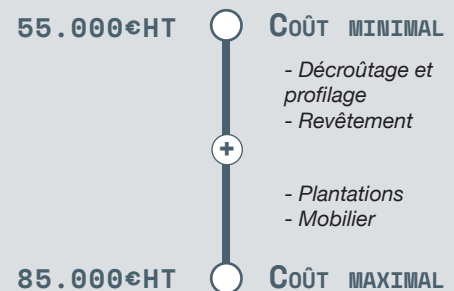 55.000€HT COÛT MINIMAL
- Décroûtage et
profilage
- Revêtement
+
- Plantations
- Mobilier
85.000€HT COÛT MAXIMAL